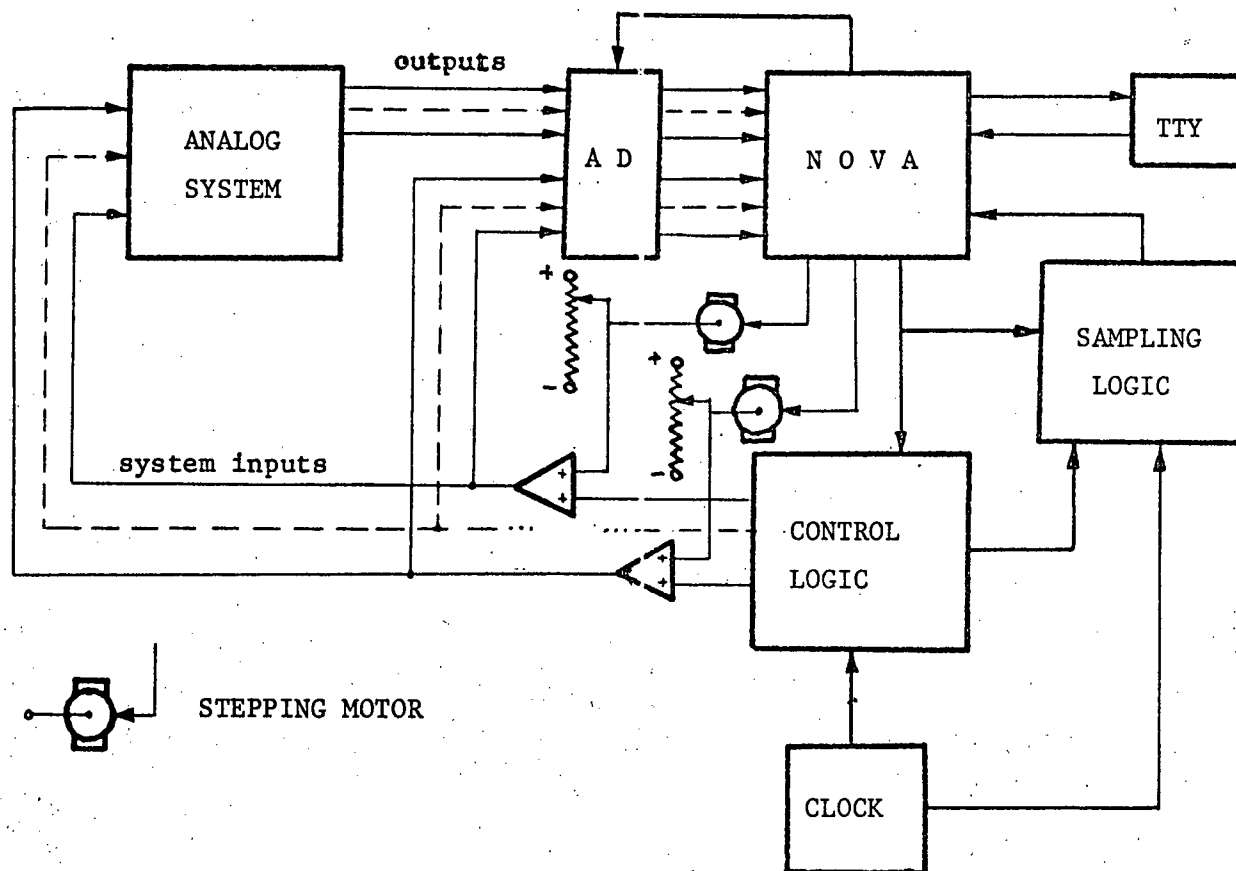 outputs
ANALOG
SYSTEM
A D
N O V A
TTY
+
-
+
-
SAMPLING
LOGIC
system inputs
+
+
...
....
CONTROL
LOGIC
+
+
STEPPING MOTOR
CLOCK